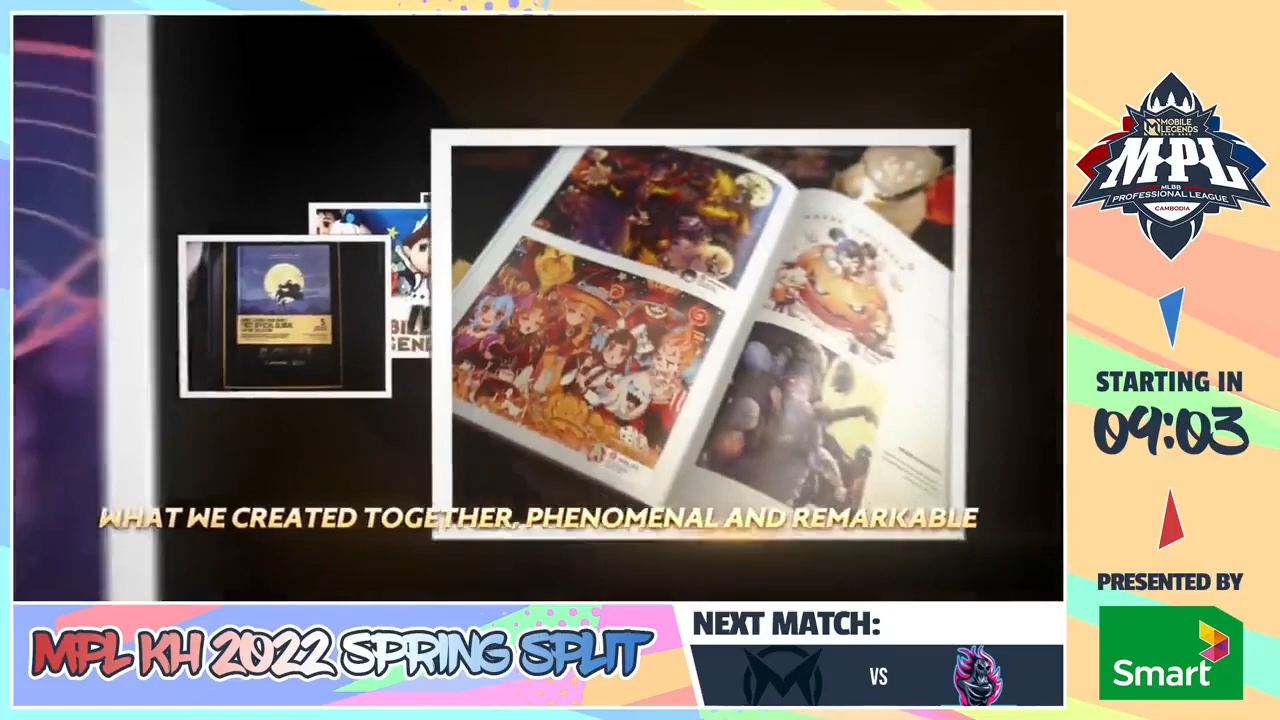 WHAT WE CREATED TOGETHER, PHENOMENAL AND REMARKABLE
MPL KH 2022 SPRING SPLIT
NEXT MATCH:
VS
MOBILE
LEGENDS
MPL
MLBB
PROFESSIONAL LEAGUE
CAMBODIA
STARTING IN
09:03
PRESENTED BY
Smart